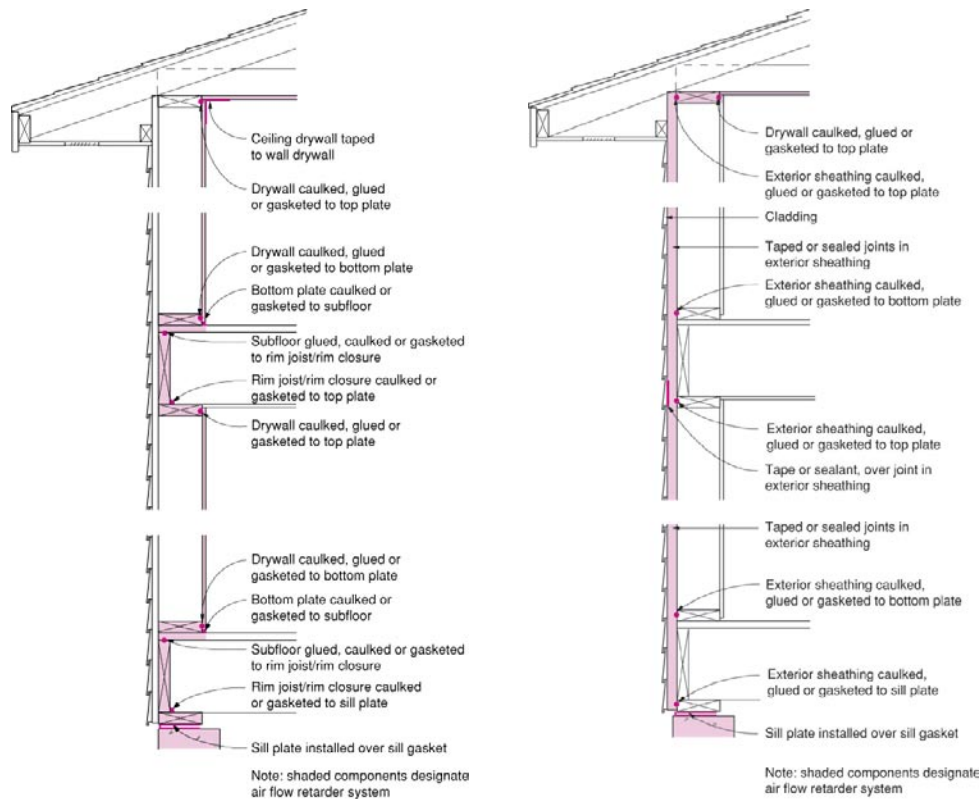 Ceiling drywall taped
to wall drywall
Drywall caulked, glued
or gasketed to top plate
Drywall caulked, glued
or gasketed to bottom plate
Bottom plate caulked or
gasketed to subfloor
Subfloor glued, caulked or gasketed
to rim joist/rim closure
Rim joist/rim closure caulked or
gasketed to top plate
Drywall caulked, glued or
gasketed to top plate
Drywall caulked, glued or
gasketed to bottom plate
Bottom plate caulked or
gasketed to subfloor
Subfloor glued, caulked or gasketed
to rim joist/rim closure
Rim joist/rim closure caulked
or gasketed to sill plate
Sill plate installed over sill gasket
Note: shaded components designate
air flow retarder system
Drywall caulked, glued or
gasketed to top plate
Exterior sheathing caulked,
glued or gasketed to top plate
Cladding
Taped or sealed joints in
exterior sheathing
Exterior sheathing caulked,
glued or gasketed to bottom plate
Exterior sheathing caulked,
glued or gasketed to top plate
Tape or sealant, over joint in
exterior sheathing
Taped or sealed joints in
exterior sheathing
Exterior sheathing caulked,
glued or gasketed to bottom plate
Exterior sheathing caulked,
glued or gasketed to sill plate
Sill plate installed over sill gasket
Note: shaded components designate
air flow retarder system